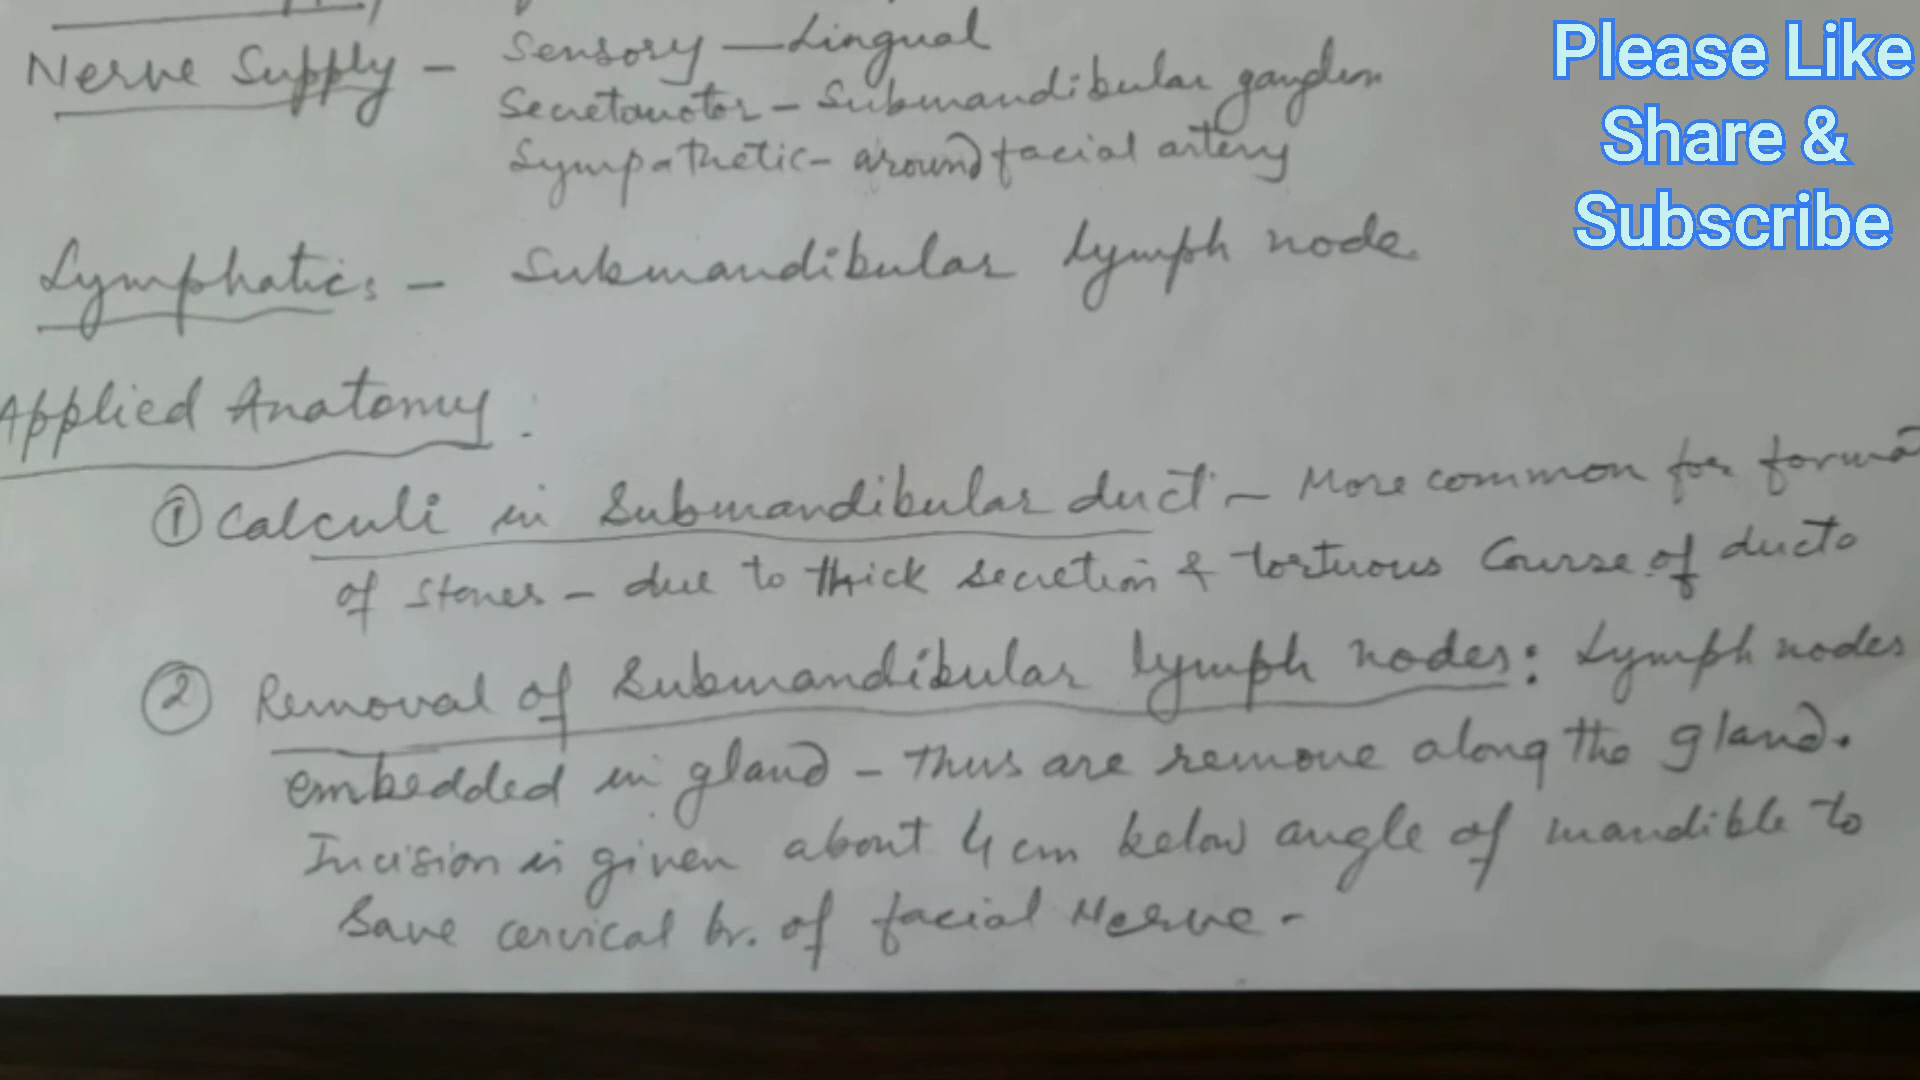 Nerve Supply - Sensory - Lingual
Secretomotor - Submandibular ganglion
Sympathetic - around facial artery
Lymphatics - Submandibular lymph node.
Applied Anatomy :
① Calculi in Submandibular duct - More common for forma
of stones - due to thick secretion & tortuous Course of ducto
② Removal of Submandibular lymph nodes : Lymph nodes
embedded in gland - Thus are remove along the gland.
Incision is given about 4 cm below angle of mandible to
Save cervical br. of facial Nerve -
Please Like
Share &
Subscribe